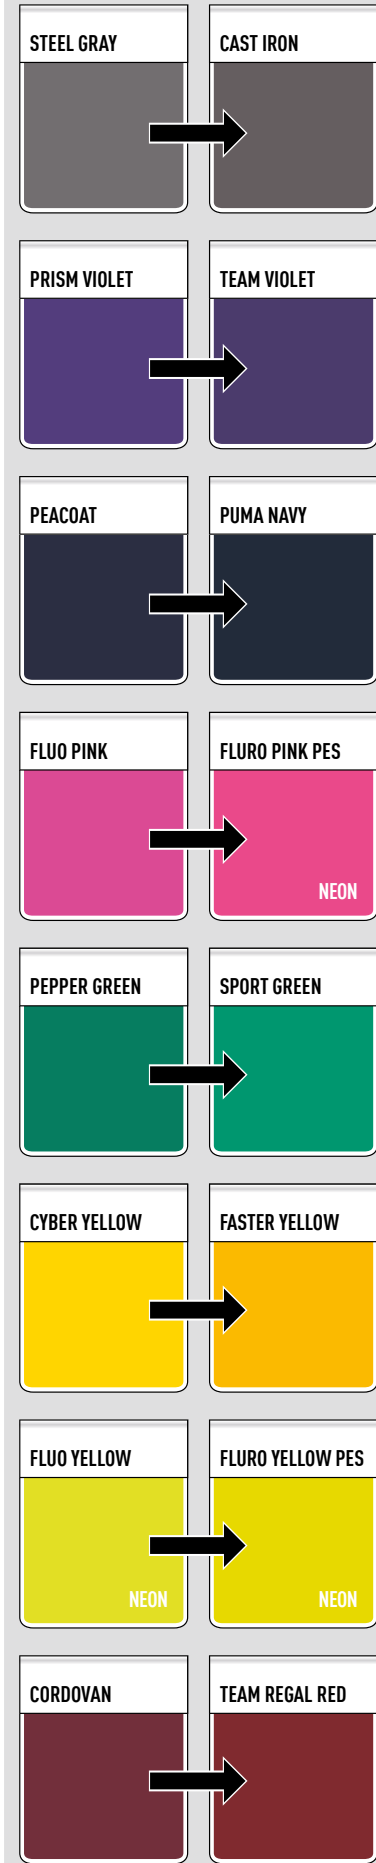 STEEL GRAY
CAST IRON
PRISM VIOLET
TEAM VIOLET
PEACOAT
PUMA NAVY
FLUO PINK
FLURO PINK PES
NEON
PEPPER GREEN
SPORT GREEN
CYBER YELLOW
FASTER YELLOW
FLUO YELLOW
FLURO YELLOW PES
NEON
NEON
CORDOVAN
TEAM REGAL RED